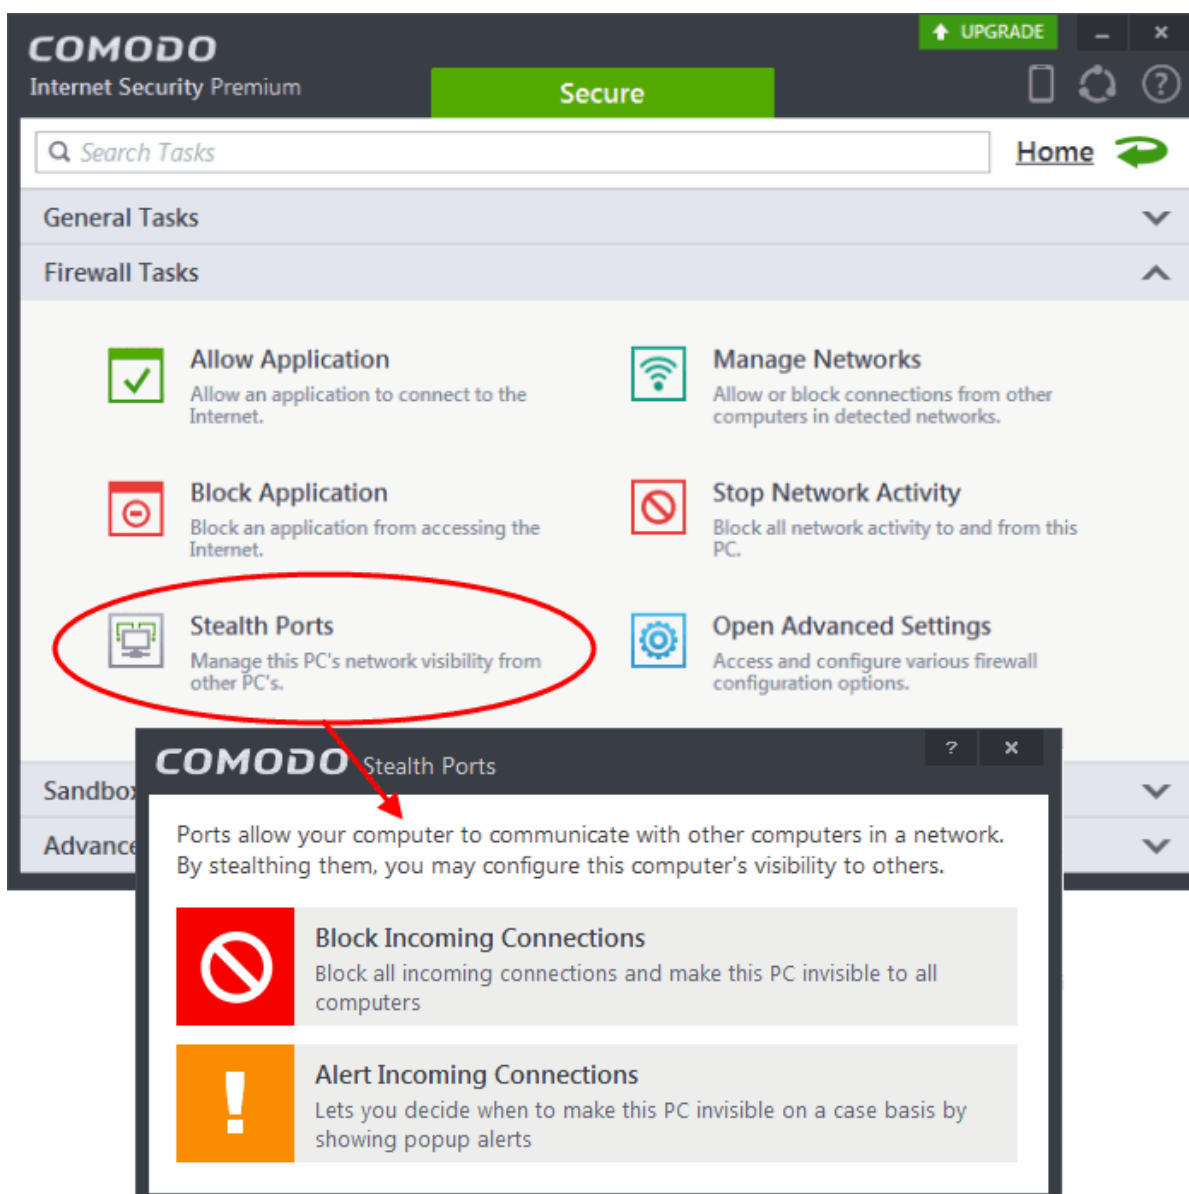 COMODO
Internet Security Premium
UPGRADE
Secure
Search Tasks
Home
General Tasks
Firewall Tasks
Allow Application
Allow an application to connect to the
Internet.
Manage Networks
Allow or block connections from other
computers in detected networks.
Block Application
Block an application from accessing the
Internet.
Stop Network Activity
Block all network activity to and from this
PC.
Stealth Ports
Manage this PC's network visibility from
other PC's.
Open Advanced Settings
Access and configure various firewall
configuration options.
COMODO Stealth Ports
Ports allow your computer to communicate with other computers in a network.
By stealthing them, you may configure this computer's visibility to others.
Block Incoming Connections
Block all incoming connections and make this PC invisible to all
computers
Alert Incoming Connections
Lets you decide when to make this PC invisible on a case basis by
showing popup alerts